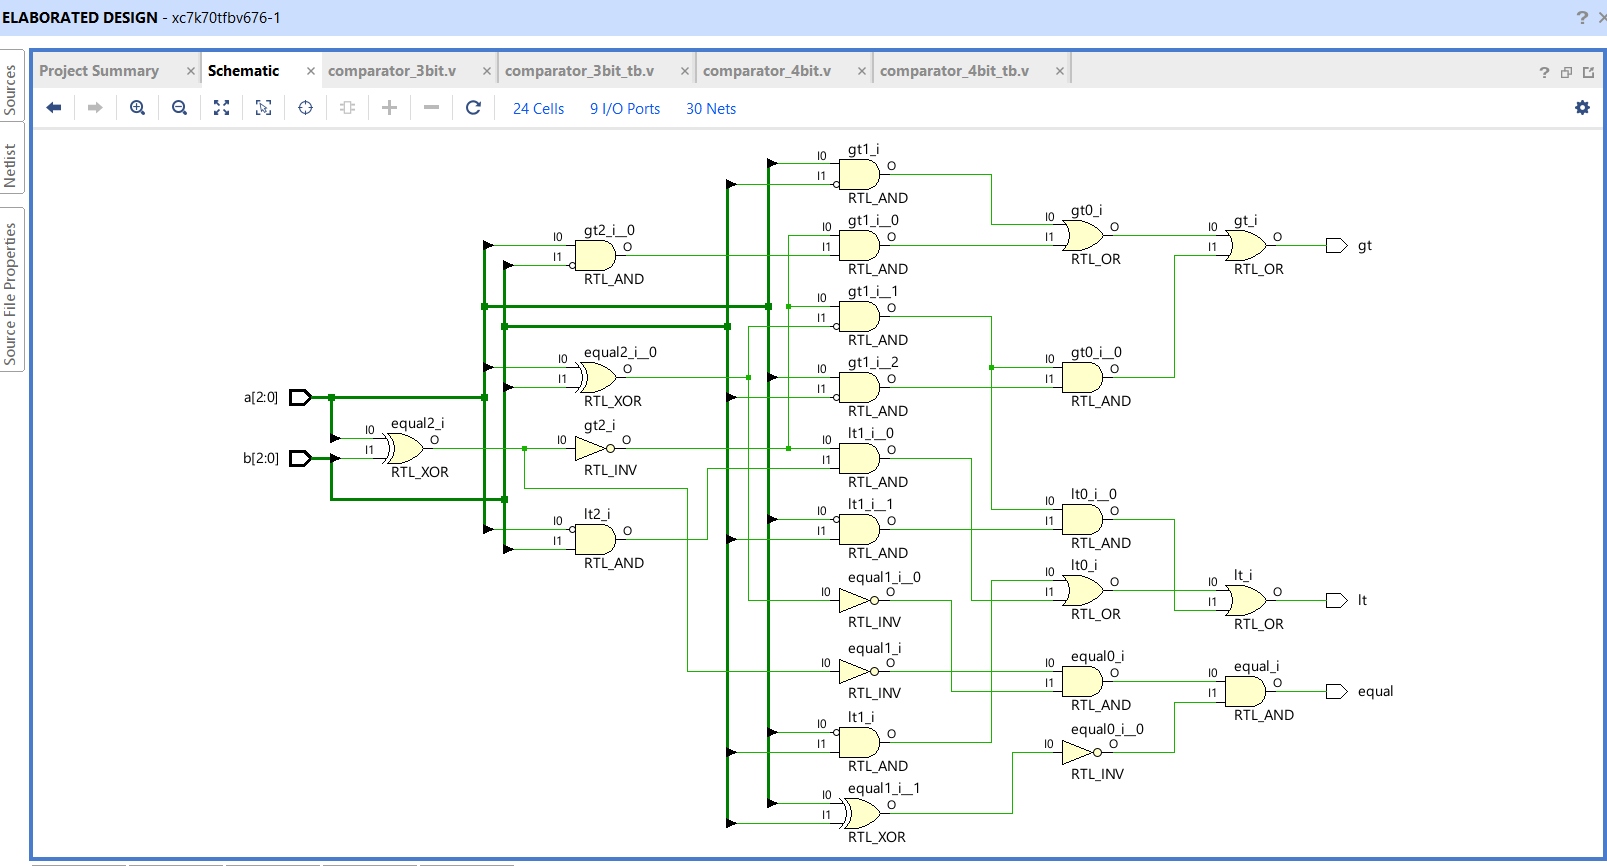 ELABORATED DESIGN - xc7k70tfbv676-1
? ×
Sources
Netlist
Source File Properties
Project Summary ×
Schematic ×
comparator_3bit.v ×
comparator_3bit_tb.v ×
comparator_4bit.v ×
comparator_4bit_tb.v ×
?
24 Cells 9 I/O Ports 30 Nets
a[2:0]
b[2:0]
equal2_i
I0
I1
O
RTL_XOR
gt2_i__0
I0
I1
O
RTL_AND
equal2_i__0
I0
I1
O
RTL_XOR
gt2_i
I0
O
RTL_INV
lt2_i
I0
I1
O
RTL_AND
gt1_i
I0
I1
O
RTL_AND
gt1_i__0
I0
I1
O
RTL_AND
gt1_i__1
I0
I1
O
RTL_AND
gt1_i__2
I0
I1
O
RTL_AND
lt1_i__0
I0
I1
O
RTL_AND
lt1_i__1
I0
I1
O
RTL_AND
equal1_i__0
I0
O
RTL_INV
equal1_i
I0
O
RTL_INV
lt1_i
I0
I1
O
RTL_AND
equal1_i__1
I0
I1
O
RTL_XOR
gt0_i
I0
I1
O
RTL_OR
gt0_i__0
I0
I1
O
RTL_AND
lt0_i__0
I0
I1
O
RTL_AND
lt0_i
I0
I1
O
RTL_OR
equal0_i
I0
I1
O
RTL_AND
equal0_i__0
I0
O
RTL_INV
gt_i
I0
I1
O
RTL_OR
gt
lt_i
I0
I1
O
RTL_OR
lt
equal_i
I0
I1
O
RTL_AND
equal